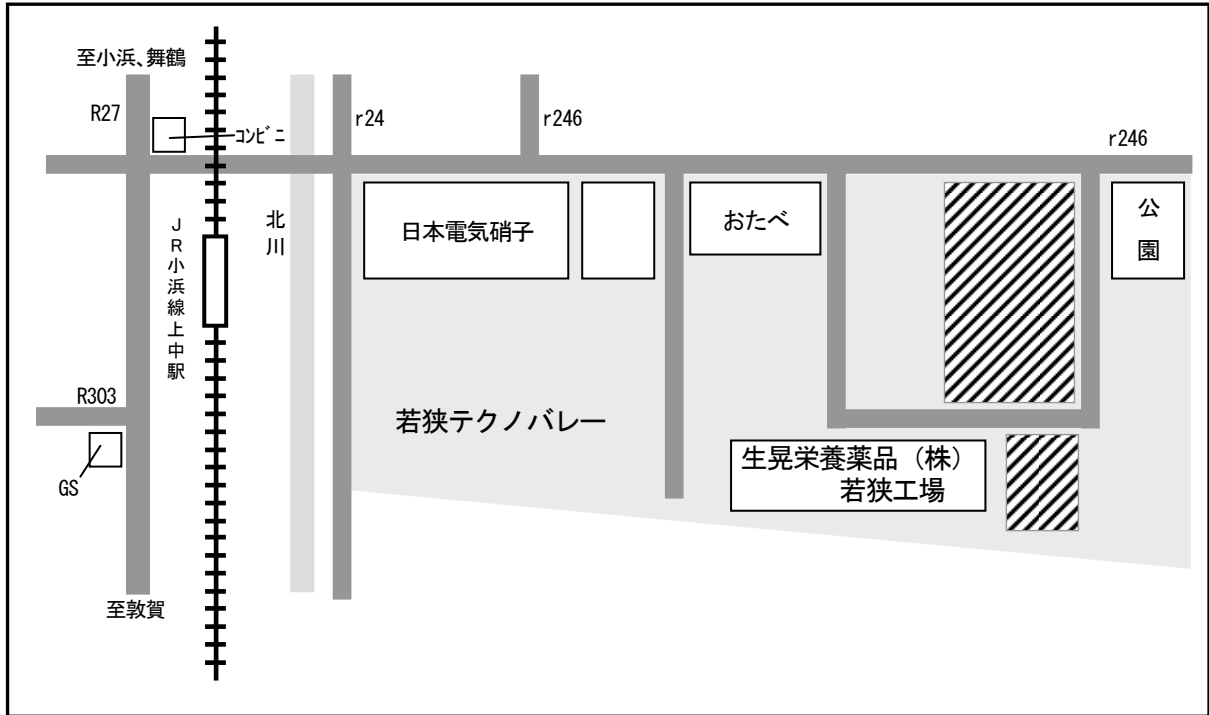 至小浜、舞鶴
R27
コンビニ
r24
r246
r246
北川
JR小浜線上中駅
日本電気硝子
おたべ
公園
R303
GS
若狭テクノバレー
生晃栄養薬品（株）
若狭工場
至敦賀